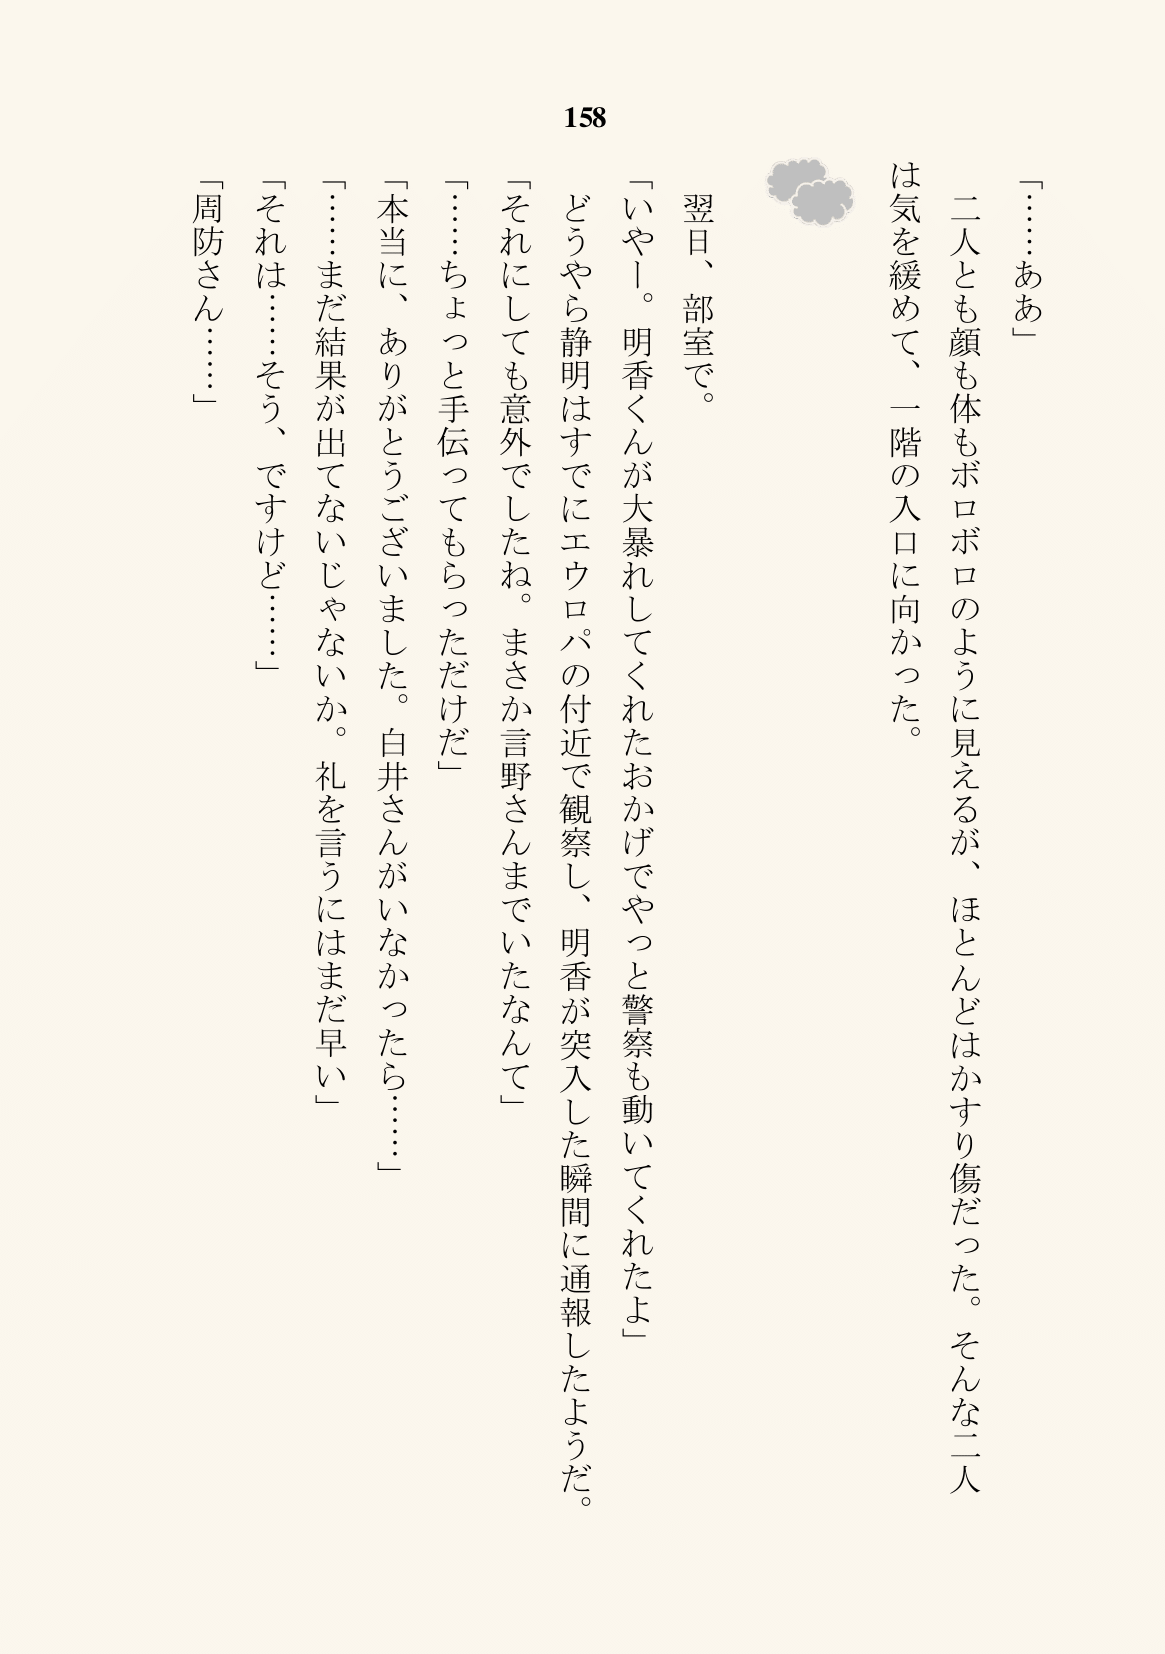 158
「……ああ」
　二人とも顔も体もボロボロのように見えるが、ほとんどはかすり傷だった。そんな二人
は気を緩めて、一階の入口に向かった。
　翌日、部室で。
「いやー。明香くんが大暴れしてくれたおかげでやっと警察も動いてくれたよ」
　どうやら静明はすでにエウロパの付近で観察し、明香が突入した瞬間に通報したようだ。
「それにしても意外でしたね。まさか言野さんまでいたなんて」
「……ちょっと手伝ってもらっただけだ」
「本当に、ありがとうございました。白井さんがいなかったら……」
「……まだ結果が出てないじゃないか。礼を言うにはまだ早い」
「それは……そう、ですけど……」
「周防さん……」